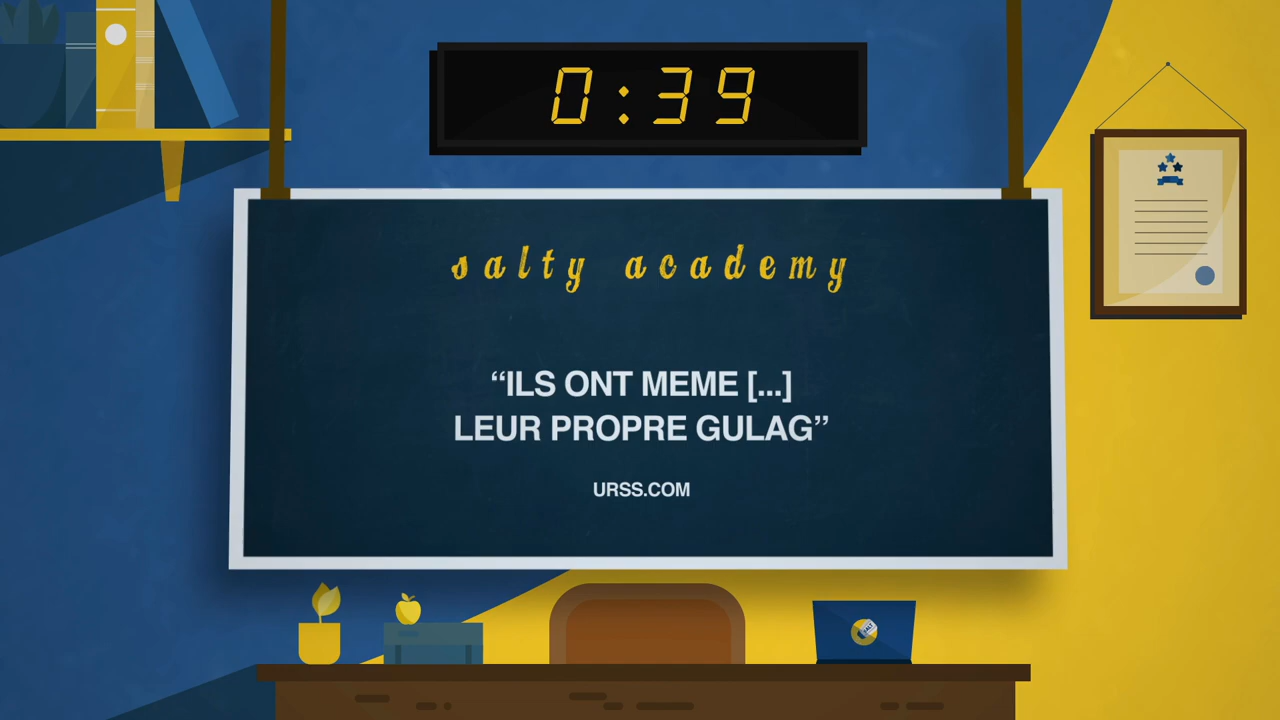 0:39
salty academy
“ILS ONT MEME [...]
LEUR PROPRE GULAG”
URSS.COM